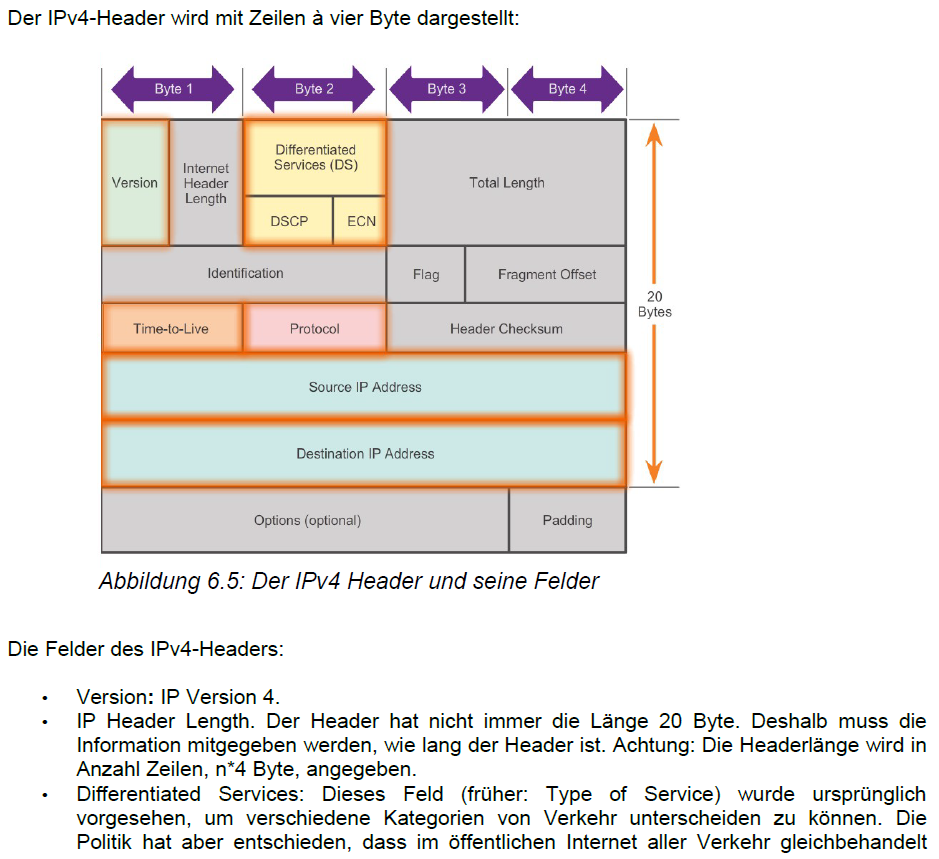 Der IPv4-Header wird mit Zeilen à vier Byte dargestellt:
Byte 1 Byte 2 Byte 3 Byte 4
Version
Internet
Header
Length
Differentiated
Services (DS)
DSCP ECN
Total Length
Identification Flag Fragment Offset
Time-to-Live Protocol Header Checksum
Source IP Address
Destination IP Address
Options (optional) Padding
20
Bytes
Abbildung 6.5: Der IPv4 Header und seine Felder
Die Felder des IPv4-Headers:
• Version: IP Version 4.
• IP Header Length. Der Header hat nicht immer die Länge 20 Byte. Deshalb muss die
Information mitgegeben werden, wie lang der Header ist. Achtung: Die Headerlänge wird in
Anzahl Zeilen, n*4 Byte, angegeben.
• Differentiated Services: Dieses Feld (früher: Type of Service) wurde ursprünglich
vorgesehen, um verschiedene Kategorien von Verkehr unterscheiden zu können. Die
Politik hat aber entschieden, dass im öffentlichen Internet aller Verkehr gleichbehandelt